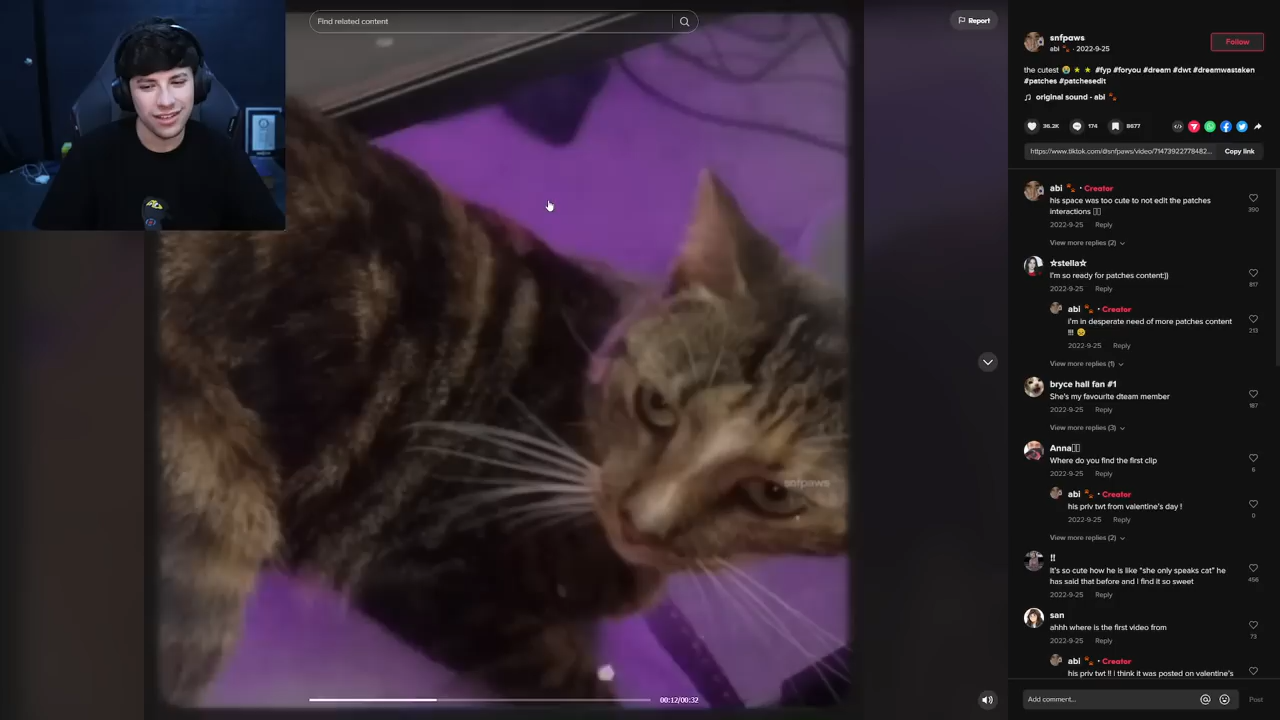 Find related content
Report
snfpaws
00:12/00:32
snfpaws
abi · 2022-9-25
Follow
the cutest 😭 ★ ★ #fyp #foryou #dream #dwt #dreamwastaken
#patches #patchesedit
original sound - abi 🐾
36.2K
174
8677
https://www.tiktok.com/@snfpaws/video/71473922778482...
Copy link
abi 🐾 · Creator
his space was too cute to not edit the patches
interactions
2022-9-25 Reply
390
View more replies (2)
☆stella☆
I'm so ready for patches content:))
2022-9-25 Reply
817
abi 🐾 · Creator
I'm in desperate need of more patches content
!!! 😔
2022-9-25 Reply
213
View more replies (1)
bryce hall fan #1
She's my favourite dteam member
2022-9-25 Reply
187
View more replies (3)
Anna
Where do you find the first clip
2022-9-25 Reply
6
abi 🐾 · Creator
his priv twt from valentine's day !
2022-9-25 Reply
0
View more replies (2)
!!
It's so cute how he is like "she only speaks cat" he
has said that before and I find it so sweet
2022-9-25 Reply
456
san
ahhh where is the first video from
2022-9-25 Reply
73
abi 🐾 · Creator
his priv twt !! i think it was posted on valentine's
Add comment...
Post